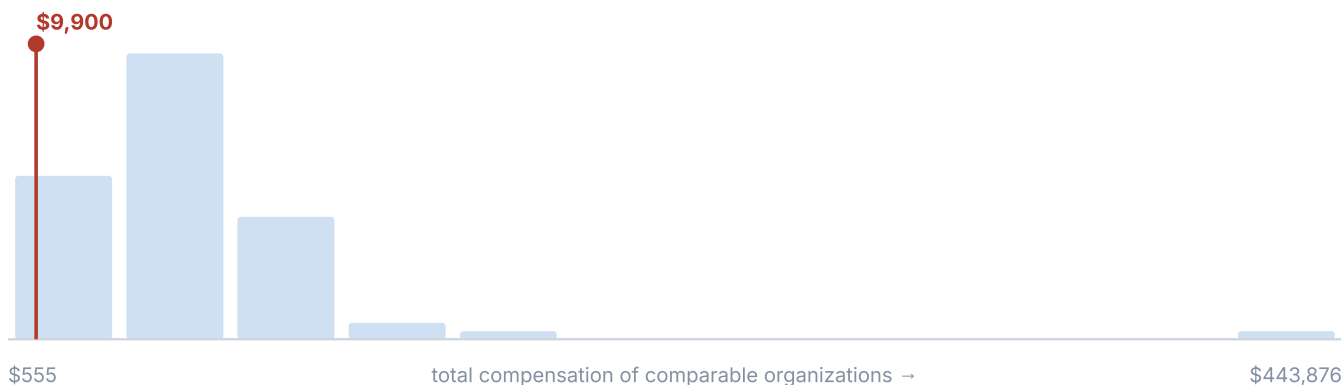 $9,900
$555 total compensation of comparable organizations → $443,876